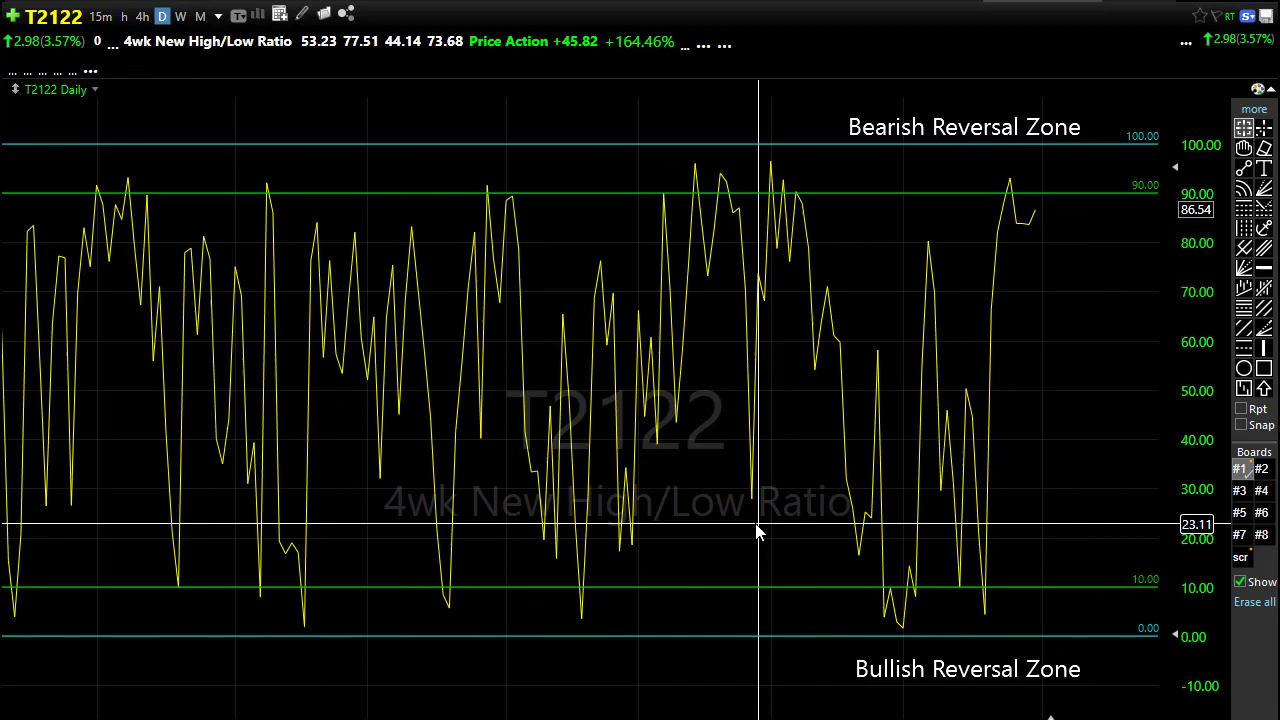 T2122 15m h 4h D W M
RT S
2.98(3.57%) 0 ... 4wk New High/Low Ratio 53.23 77.51 44.14 73.68 Price Action +45.82 +164.46% ... ... ... ... 2.98(3.57%)
... ... ... ... ... ...
T2122 Daily
more
Bearish Reversal Zone
100.00 100.00
90.00 90.00
86.54
80.00
70.00
60.00
50.00
T2122
Rpt
Snap
40.00
Boards
#1 #2
4wk New High/Low Ratio
30.00
#3 #4
#5 #6
23.11
20.00
#7 #8
scr
10.00 10.00
Show
Erase all
0.00 0.00
Bullish Reversal Zone
-10.00